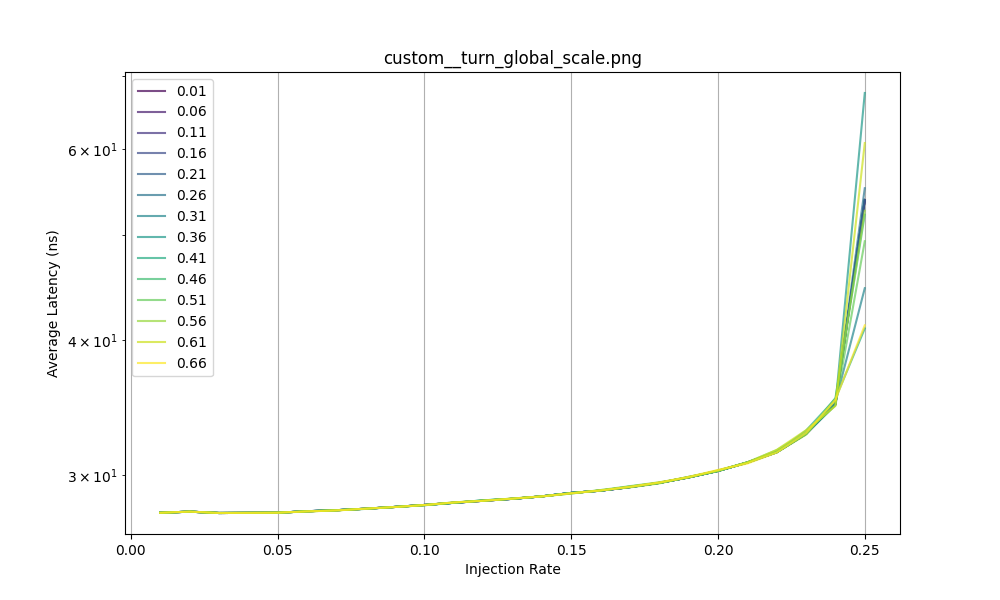 custom__turn_global_scale.png
0.01
0.06
0.11
0.16
0.21
0.26
0.31
0.36
0.41
0.46
0.51
0.56
0.61
0.66
6 × 10¹
4 × 10¹
3 × 10¹
Average Latency (ns)
0.00 0.05 0.10 0.15 0.20 0.25
Injection Rate